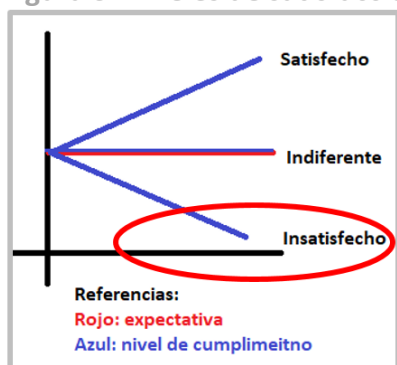 Satisfecho
Indiferente
Insatisfecho
Referencias:
Rojo: expectativa
Azul: nivel de cumplimeitno